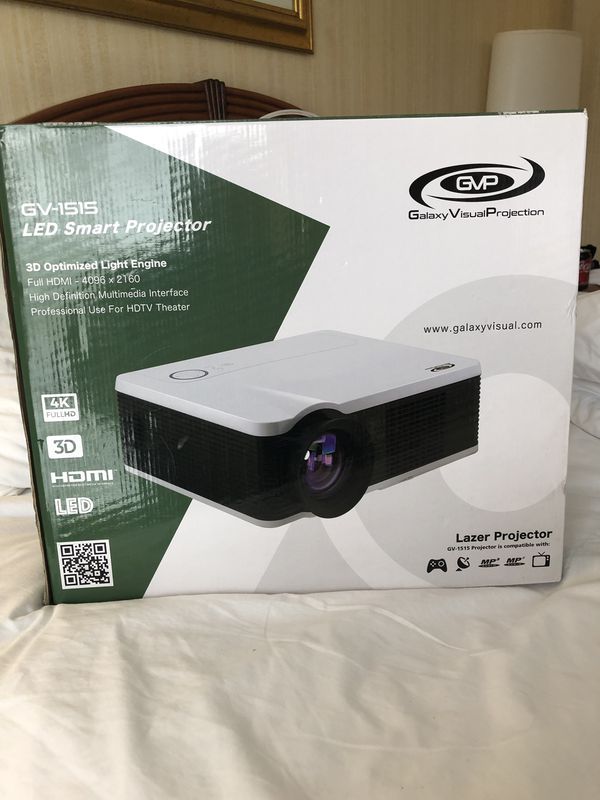 GV-1515
LED Smart Projector
3D Optimized Light Engine
Full HDMI - 4096 x 2160
High Definition Multimedia Interface
Professional Use For HDTV Theater
4K
FULLHD
3D
HDMI
LED
GVP
GalaxyVisualProjection
www.galaxyvisual.com
Lazer Projector
GV-1515 Projector is compatible with:
MP3
MP4